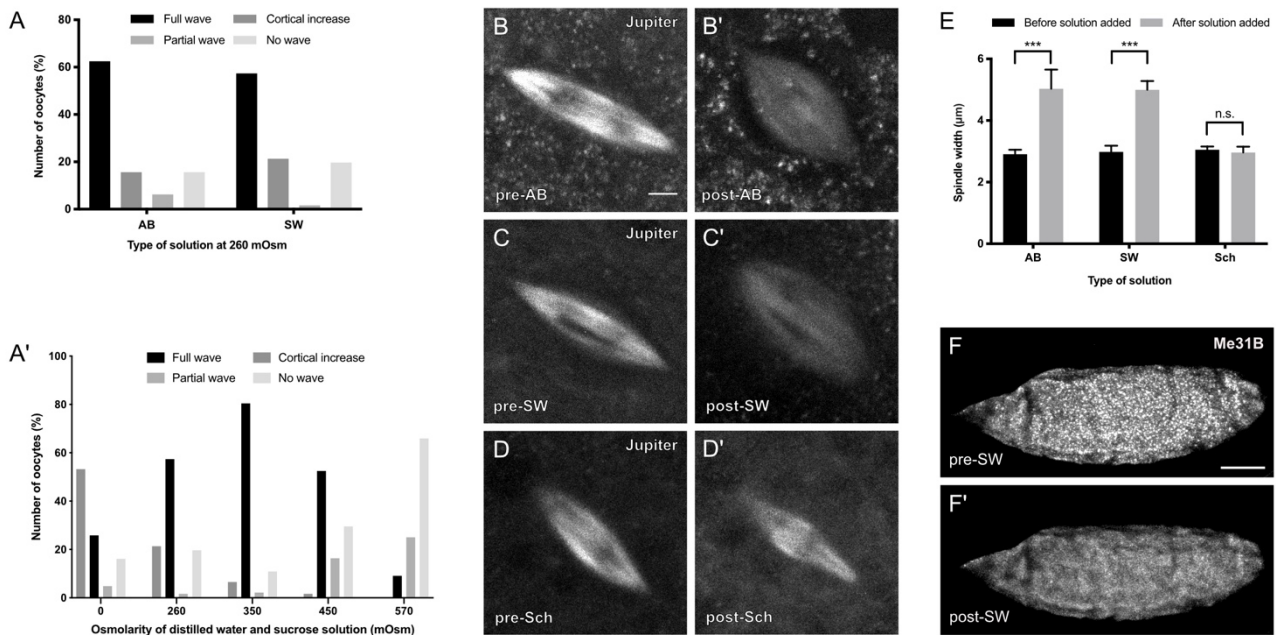 A
Full wave
Cortical increase
Partial wave
No wave
Number of oocytes (%)
60
40
20
0
AB
SW
Type of solution at 260 mOsm
A'
Full wave
Cortical increase
Partial wave
No wave
Number of oocytes (%)
100
80
60
40
20
0
0
260
350
450
570
Osmolarity of distilled water and sucrose solution (mOsm)
B
Jupiter
pre-AB
B'
post-AB
C
Jupiter
pre-SW
C'
post-SW
D
Jupiter
pre-Sch
D'
post-Sch
E
Before solution added
After solution added
Spindle width (μm)
6
4
2
0
***
***
n.s.
AB
SW
Sch
Type of solution
F
Me31B
pre-SW
F'
post-SW